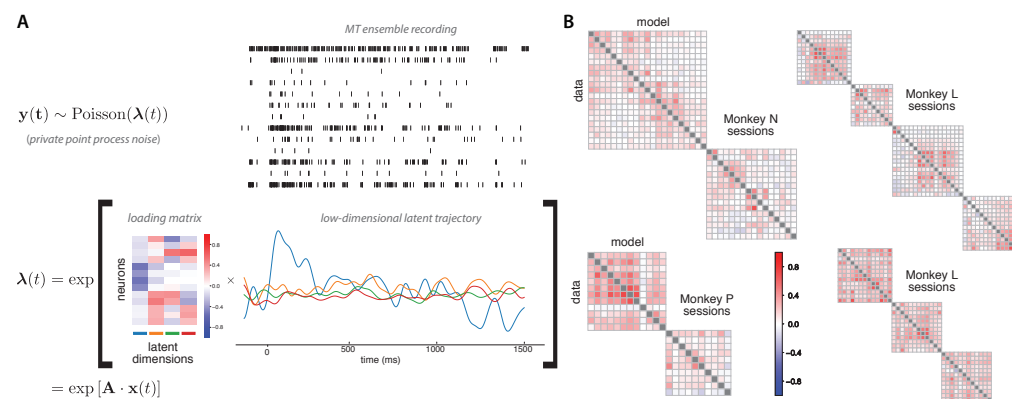 A
MT ensemble recording
y(t) ∼ Poisson(λ(t))
(private point process noise)
loading matrix
low-dimensional latent trajectory
λ(t) = exp
neurons
0.8
0.4
0.0
−0.4
−0.8
×
latent
dimensions
0
500
1000
1500
time (ms)
= exp [A · x(t)]
B
model
data
Monkey N
sessions
Monkey L
sessions
model
data
Monkey P
sessions
0.8
0.4
0.0
−0.4
−0.8
Monkey L
sessions